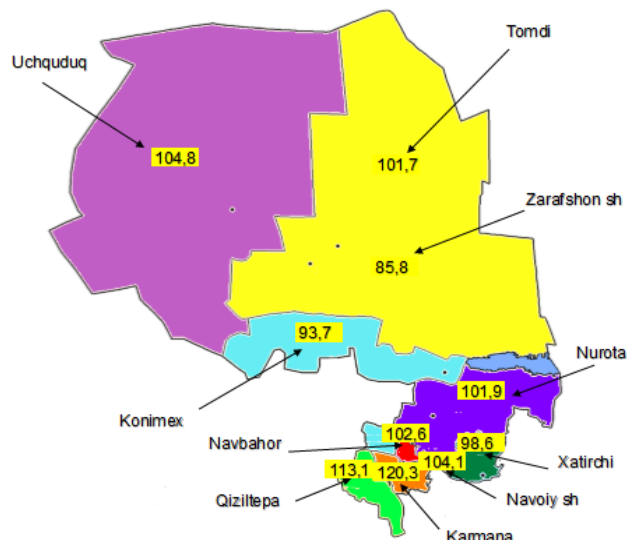 Tomdi
Uchquduq
104,8
101,7
Zarafshon sh
85,8
93,7
Nurota
101,9
Konimex
102,6
Navbahor
98,6
104,1
Xatirchi
113,1
120,3
Qiziltepa
Navoiy sh
Karmana